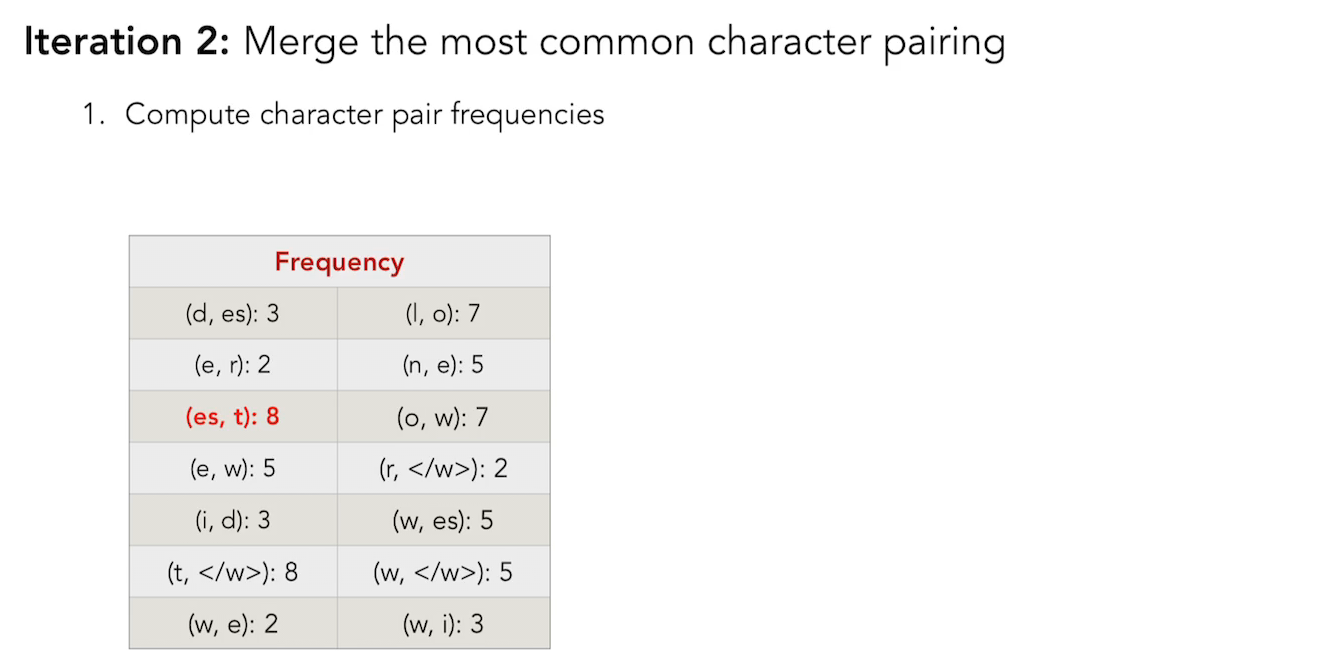 Iteration 2: Merge the most common character pairing
1. Compute character pair frequencies
Frequency
(d, es): 3 (l, o): 7
(e, r): 2 (n, e): 5
(es, t): 8 (o, w): 7
(e, w): 5 (r, </w>): 2
(i, d): 3 (w, es): 5
(t, </w>): 8 (w, </w>): 5
(w, e): 2 (w, i): 3